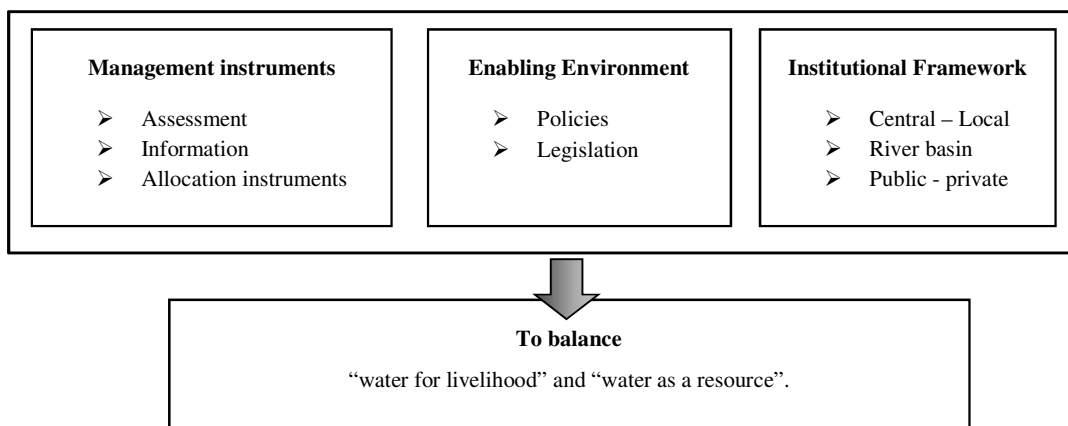 Management instruments
➢ Assessment
➢ Information
➢ Allocation instruments
Enabling Environment
➢ Policies
➢ Legislation
Institutional Framework
➢ Central – Local
➢ River basin
➢ Public - private
To balance
“water for livelihood” and “water as a resource”.